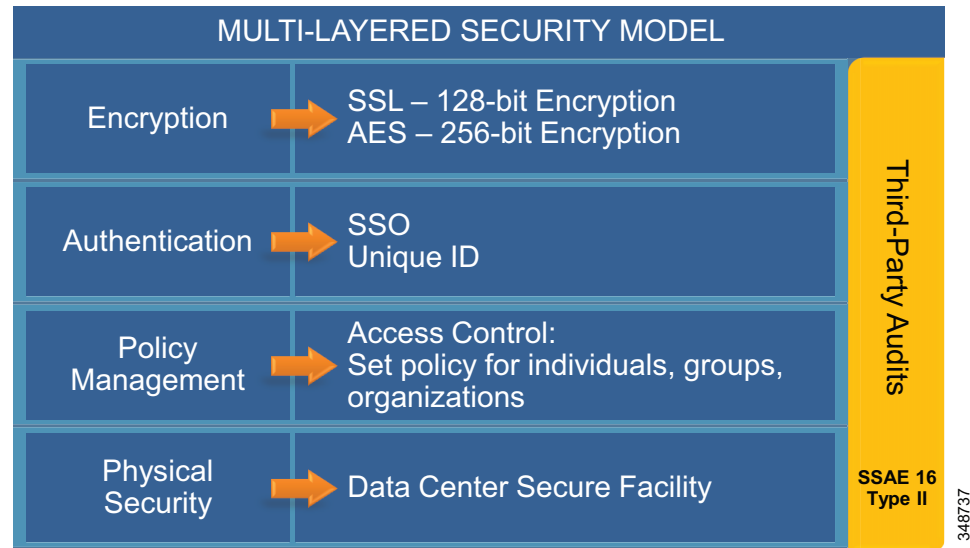 MULTI-LAYERED SECURITY MODEL
Encryption
SSL – 128-bit Encryption
AES – 256-bit Encryption
Authentication
SSO
Unique ID
Policy
Management
Access Control:
Set policy for individuals, groups,
organizations
Physical
Security
Data Center Secure Facility
Third-Party Audits
SSAE 16
Type II
348737